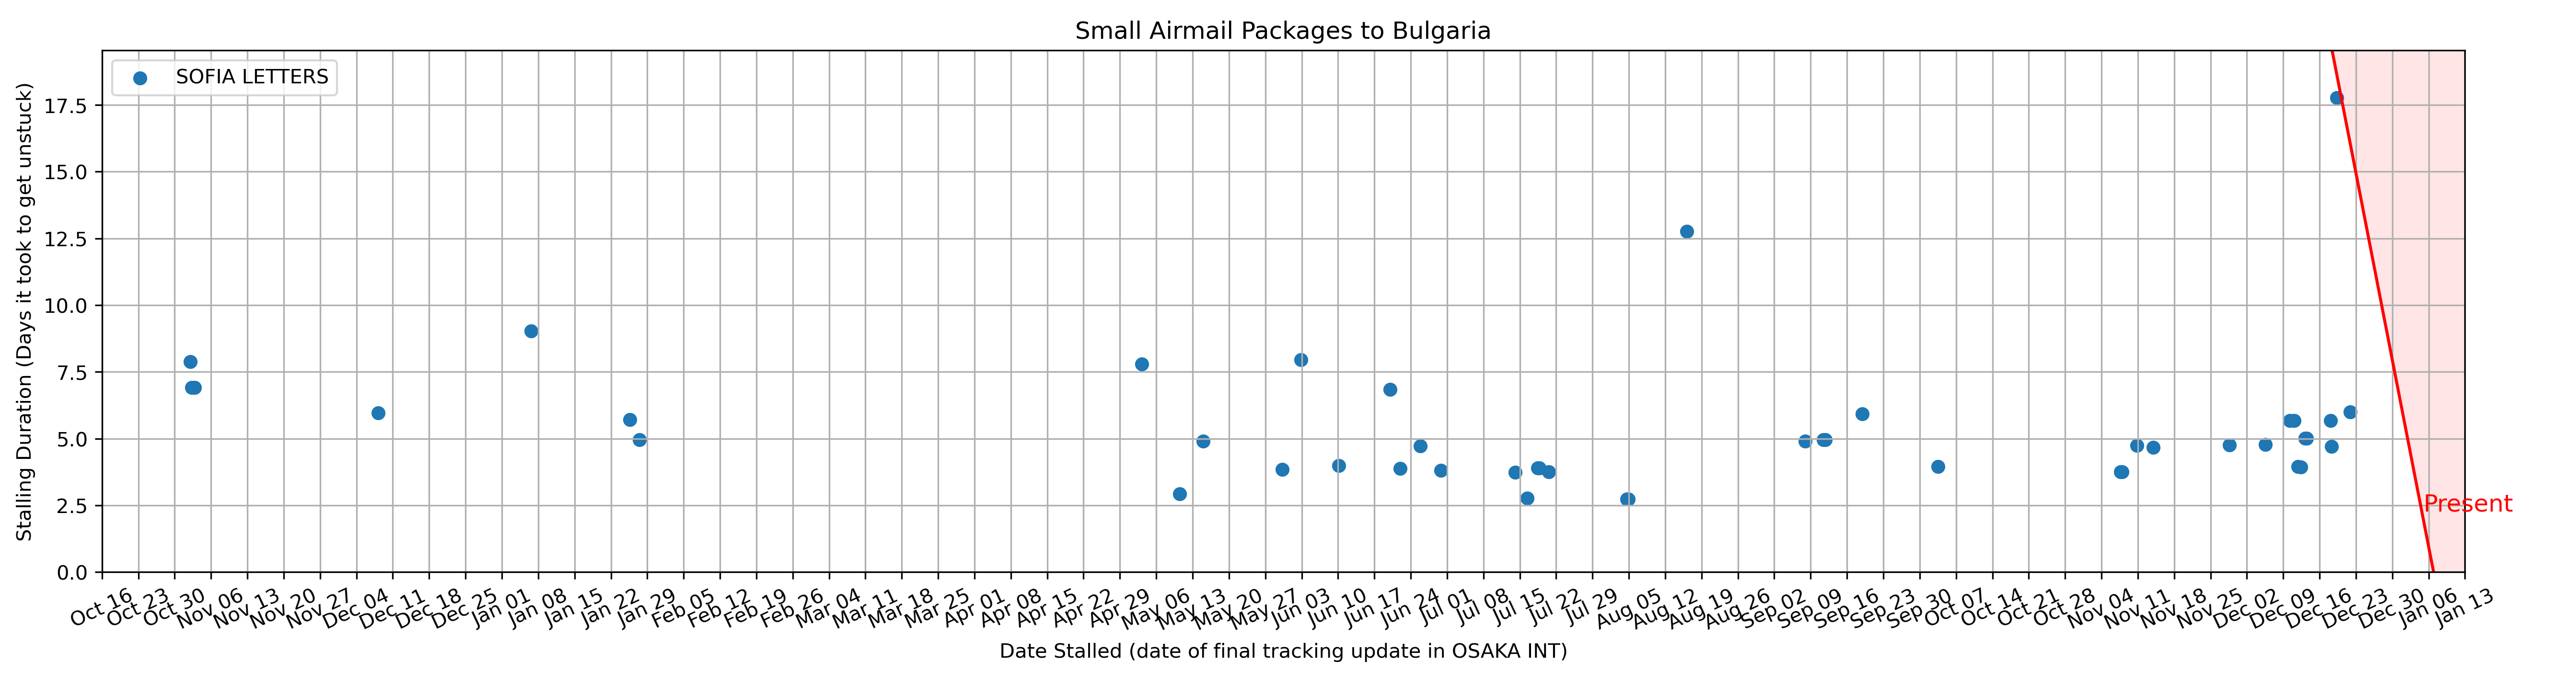 Small Airmail Packages to Bulgaria
SOFIA LETTERS
Stalling Duration (Days it took to get unstuck)
17.5
15.0
12.5
10.0
7.5
5.0
2.5
0.0
Present
Oct 16 Oct 23 Oct 30 Nov 06 Nov 13 Nov 20 Nov 27 Dec 04 Dec 11 Dec 18 Dec 25 Jan 01 Jan 08 Jan 15 Jan 22 Jan 29 Feb 05 Feb 12 Feb 19 Feb 26 Mar 04 Mar 11 Mar 18 Mar 25 Apr 01 Apr 08 Apr 15 Apr 22 Apr 29 May 06 May 13 May 20 May 27 Jun 03 Jun 10 Jun 17 Jun 24 Jul 01 Jul 08 Jul 15 Jul 22 Jul 29 Aug 05 Aug 12 Aug 19 Aug 26 Sep 02 Sep 09 Sep 16 Sep 23 Sep 30 Oct 07 Oct 14 Oct 21 Oct 28 Nov 04 Nov 11 Nov 18 Nov 25 Dec 02 Dec 09 Dec 16 Dec 23 Dec 30 Jan 06 Jan 13
Date Stalled (date of final tracking update in OSAKA INT)